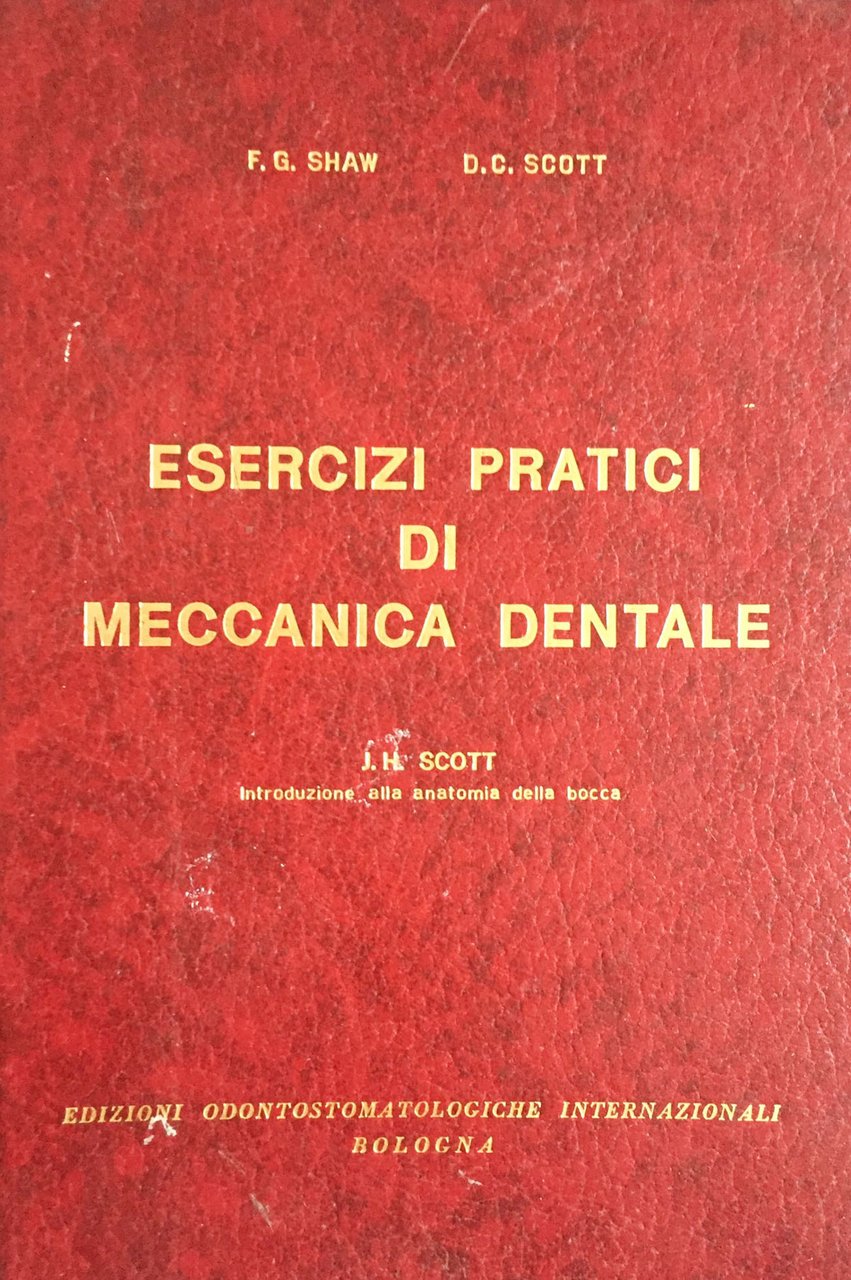 F. G. SHAW D. C. SCOTT
ESERCIZI PRATICI
DI
MECCANICA DENTALE
J. H. SCOTT
Introduzione alla anatomia della bocca
EDIZIONI ODONTOSTOMATOLOGICHE INTERNAZIONALI
BOLOGNA